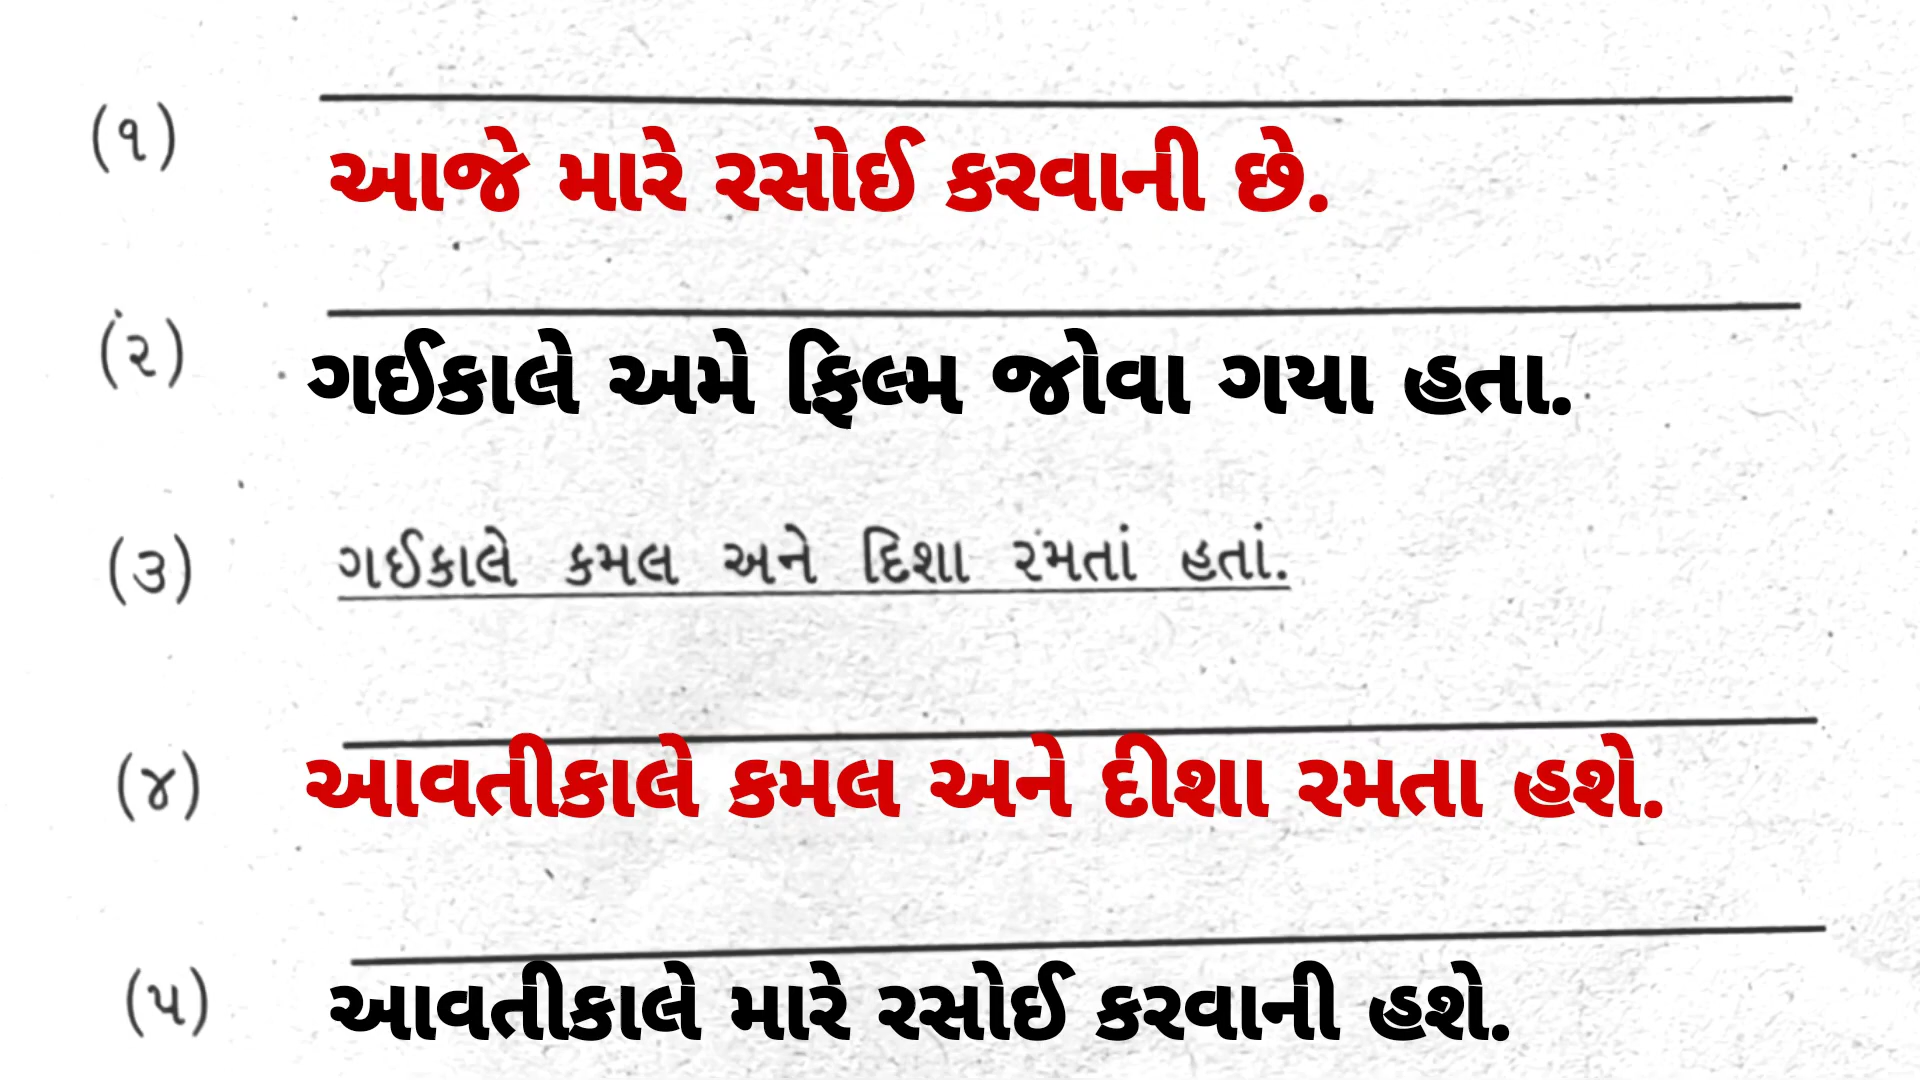 (૧) આજે મારે રસોઈ કરવાની છે.
(૨) ગઈકાલે અમે ફિલ્મ જોવા ગયા હતા.
(૩) ગઈકાલે કમલ અને દિશા રમતાં હતાં.
(૪) આવતીકાલે કમલ અને દીશા રમતા હશે.
(૫) આવતીકાલે મારે રસોઈ કરવાની હશે.